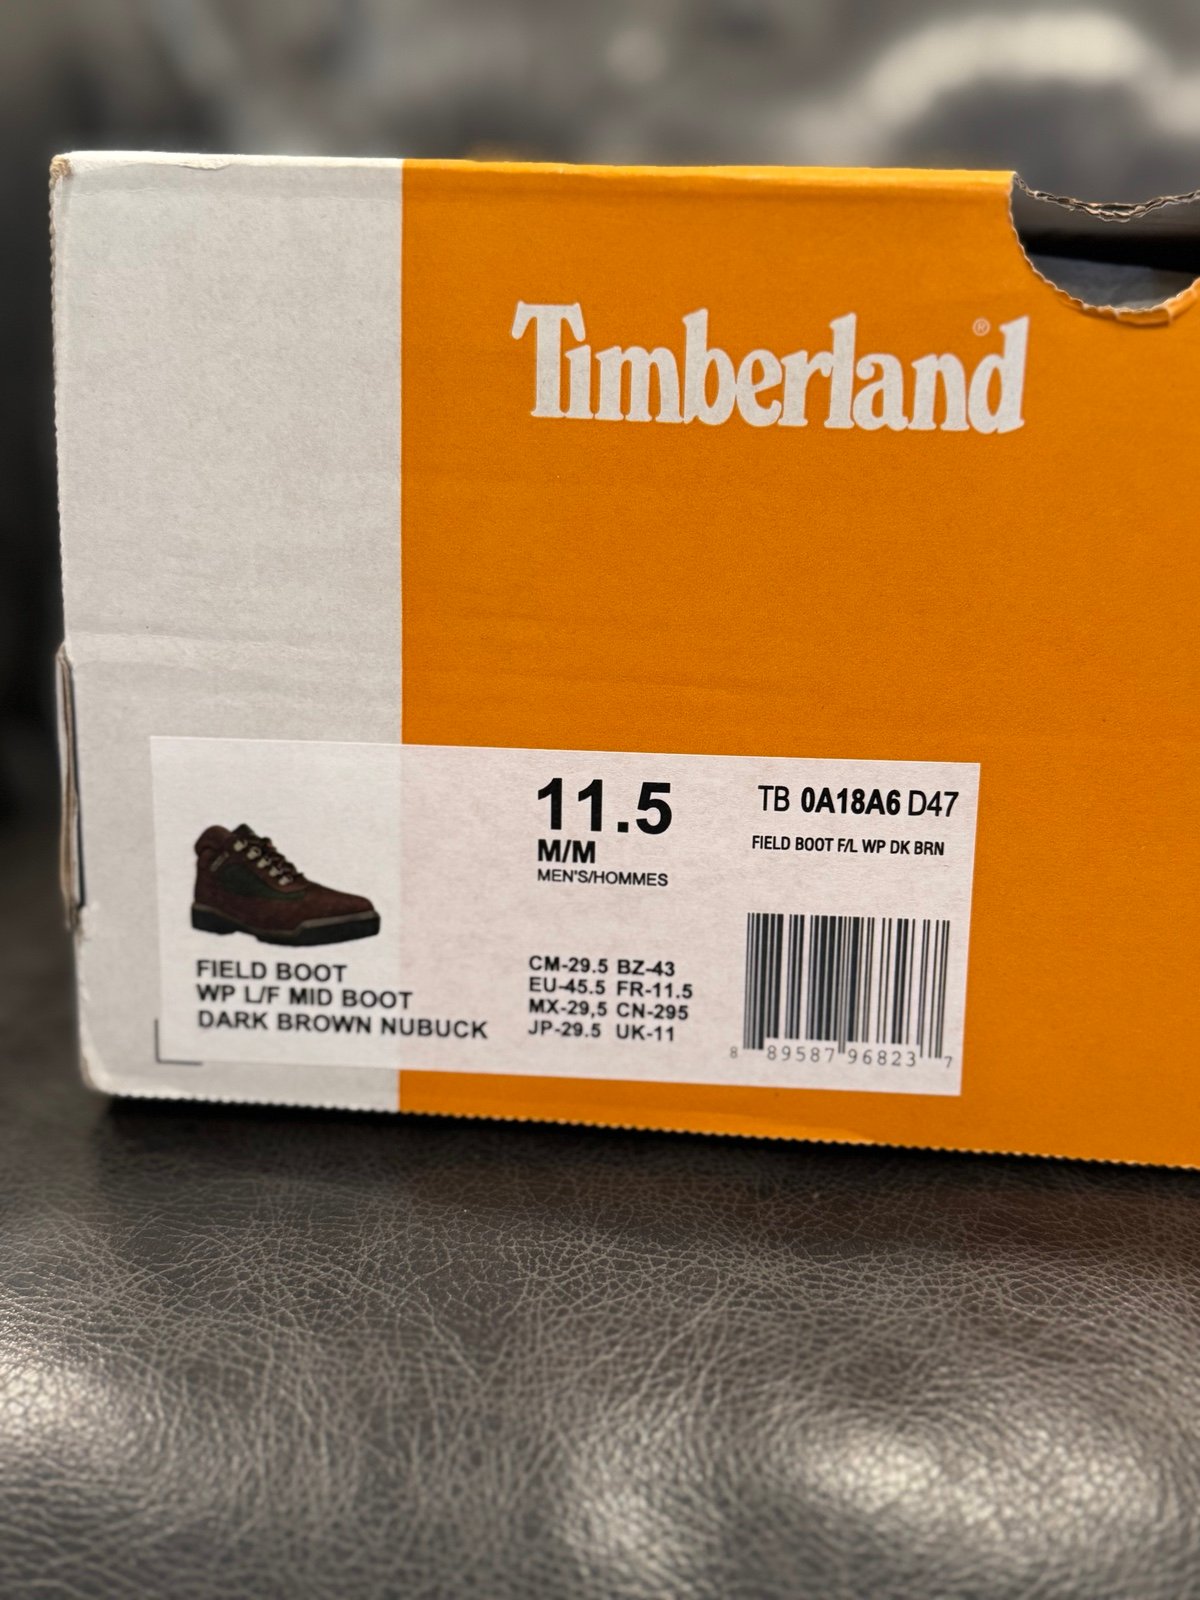 Timberland®
11.5
M/M
MEN'S/HOMMES
TB 0A18A6 D47
FIELD BOOT F/L WP DK BRN
FIELD BOOT
WP L/F MID BOOT
DARK BROWN NUBUCK
CM-29.5 BZ-43
EU-45.5 FR-11.5
MX-29,5 CN-295
JP-29.5 UK-11
8 89587 96823 7